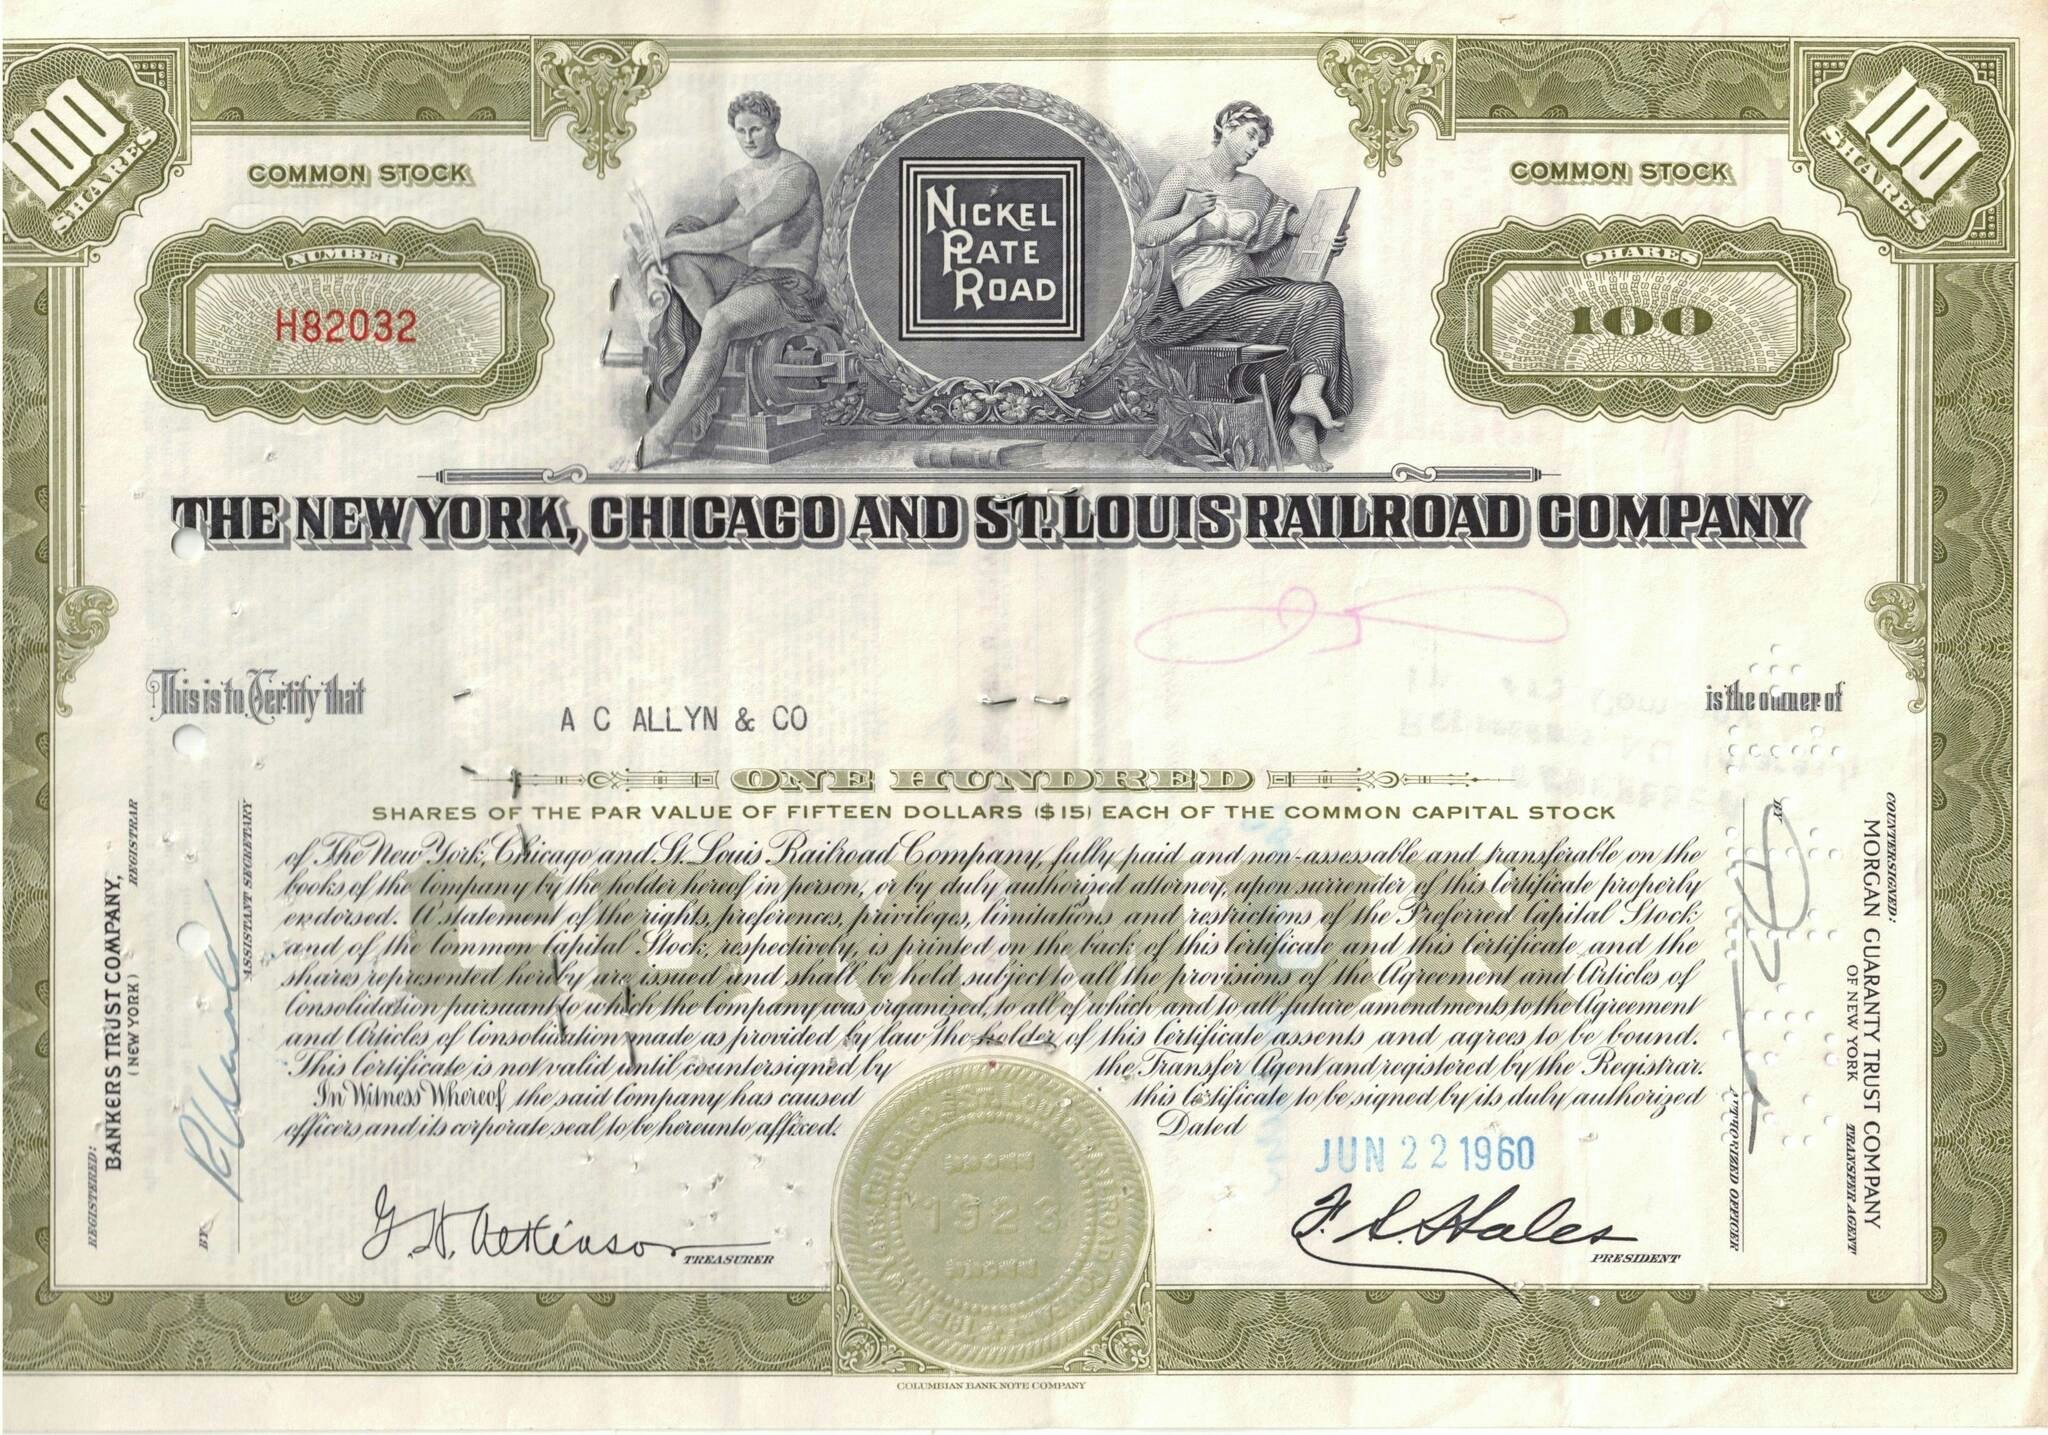 100 SHARES
100 SHARES
COMMON STOCK
COMMON STOCK
NUMBER
H82032
NICKEL
PLATE
ROAD
SHARES
100
THE NEW YORK, CHICAGO AND ST. LOUIS RAILROAD COMPANY
This is to Certify that
is the owner of
A C ALLYN & CO
ONE HUNDRED
SHARES OF THE PAR VALUE OF FIFTEEN DOLLARS ($15) EACH OF THE COMMON CAPITAL STOCK
COMMON
of The New York, Chicago and St. Louis Railroad Company, fully paid and non-assessable and transferable on the
books of the Company by the holder hereof in person, or by duly authorized attorney, upon surrender of this Certificate properly
endorsed. A statement of the rights, preferences, privileges, limitations and restrictions of the Preferred Capital Stock
and of the Common Capital Stock, respectively, is printed on the back of this Certificate and this Certificate and the
shares represented hereby are issued and shall be held subject to all the provisions of the Agreement and Articles of
Consolidation pursuant to which the Company was organized, to all of which and to all future amendments to the Agreement
and Articles of Consolidation made as provided by law the holder of this Certificate assents and agrees to be bound.
This Certificate is not valid until countersigned by the Transfer Agent and registered by the Registrar.
In Witness Whereof the said Company has caused this Certificate to be signed by its duly authorized
officers and its corporate seal to be hereunto affixed. Dated
JUN 22 1960
G. H. Atkinson
TREASURER
F. S. Hales
PRESIDENT
1923
REGISTERED:
BANKERS TRUST COMPANY,
(NEW YORK) REGISTRAR
BY
ASSISTANT SECRETARY
COUNTERSIGNED:
MORGAN GUARANTY TRUST COMPANY
OF NEW YORK TRANSFER AGENT
BY
AUTHORIZED OFFICER
COLUMBIAN BANK NOTE COMPANY